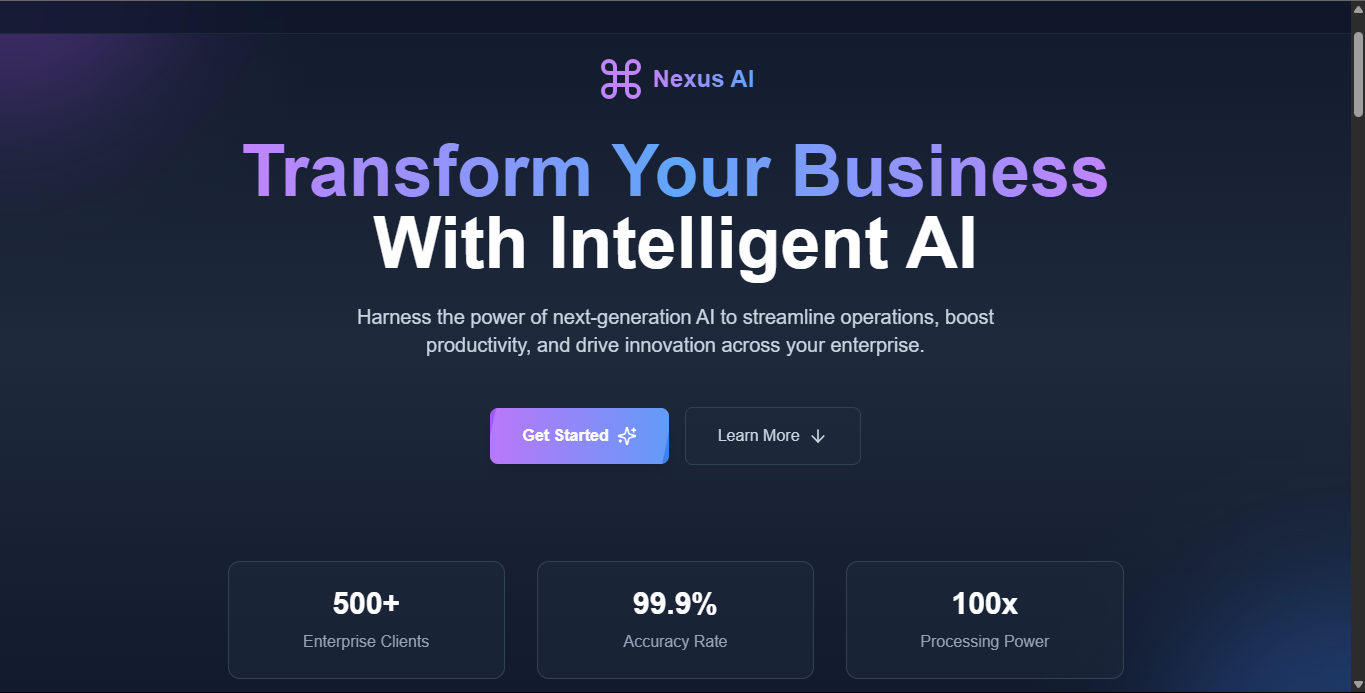 Nexus AI
Transform Your Business
With Intelligent AI
Harness the power of next-generation AI to streamline operations, boost
productivity, and drive innovation across your enterprise.
Get Started
Learn More
500+
Enterprise Clients
99.9%
Accuracy Rate
100x
Processing Power